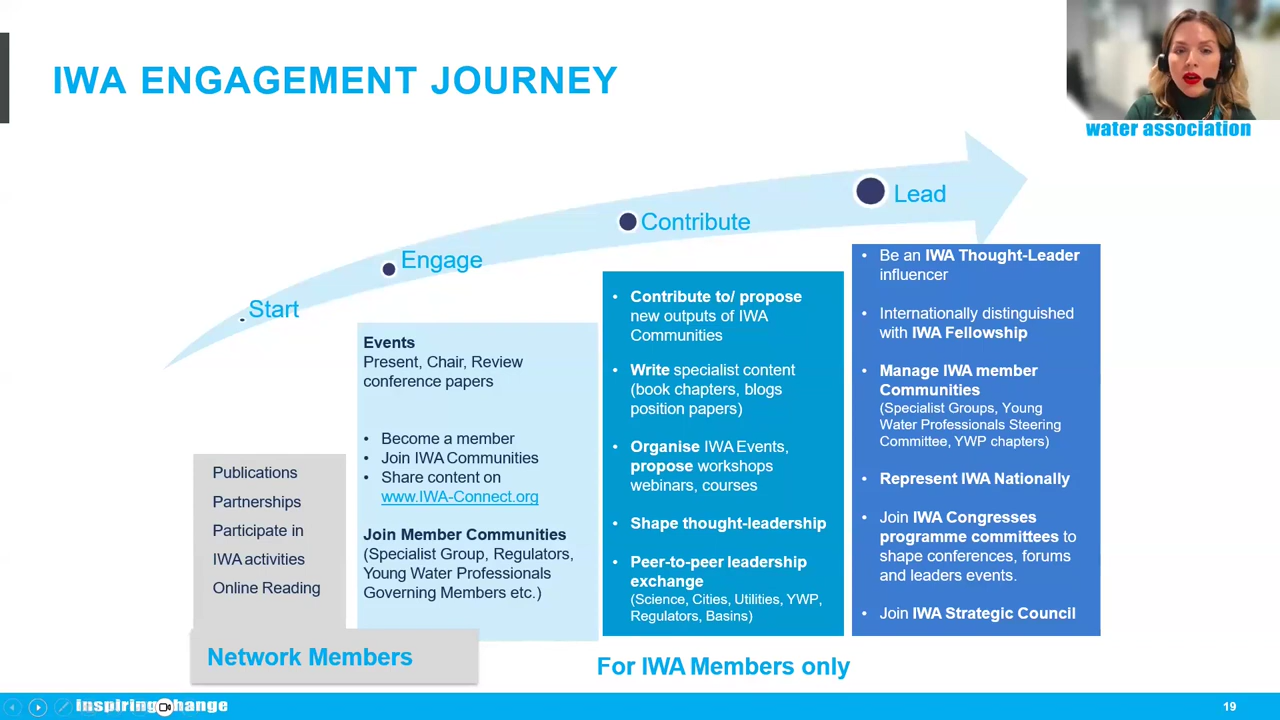 IWA ENGAGEMENT JOURNEY
water association
Lead
Contribute
Engage
Start
Publications
Partnerships
Participate in
IWA activities
Online Reading
Network Members
Events
Present, Chair, Review
conference papers
• Become a member
• Join IWA Communities
• Share content on
www.IWA-Connect.org
Join Member Communities
(Specialist Group, Regulators,
Young Water Professionals
Governing Members etc.)
• Contribute to/ propose
new outputs of IWA
Communities
• Write specialist content
(book chapters, blogs
position papers)
• Organise IWA Events,
propose workshops
webinars, courses
• Shape thought-leadership
• Peer-to-peer leadership
exchange
(Science, Cities, Utilities, YWP,
Regulators, Basins)
• Be an IWA Thought-Leader
influencer
• Internationally distinguished
with IWA Fellowship
• Manage IWA member
Communities
(Specialist Groups, Young
Water Professionals Steering
Committee, YWP chapters)
• Represent IWA Nationally
• Join IWA Congresses
programme committees to
shape conferences, forums
and leaders events.
• Join IWA Strategic Council
For IWA Members only
19